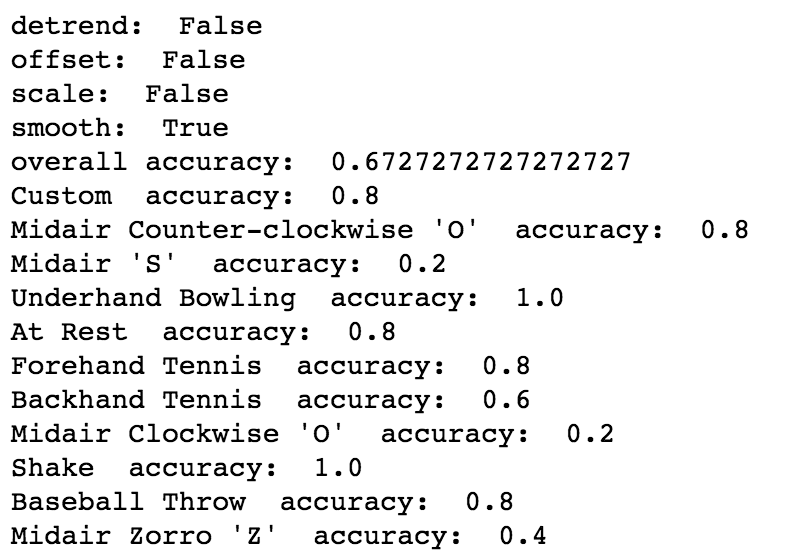 detrend:  False
offset:  False
scale:  False
smooth:  True
overall accuracy:  0.6727272727272727
Custom  accuracy:  0.8
Midair Counter-clockwise 'O'  accuracy:  0.8
Midair 'S'  accuracy:  0.2
Underhand Bowling  accuracy:  1.0
At Rest  accuracy:  0.8
Forehand Tennis  accuracy:  0.8
Backhand Tennis  accuracy:  0.6
Midair Clockwise 'O'  accuracy:  0.2
Shake  accuracy:  1.0
Baseball Throw  accuracy:  0.8
Midair Zorro 'Z'  accuracy:  0.4